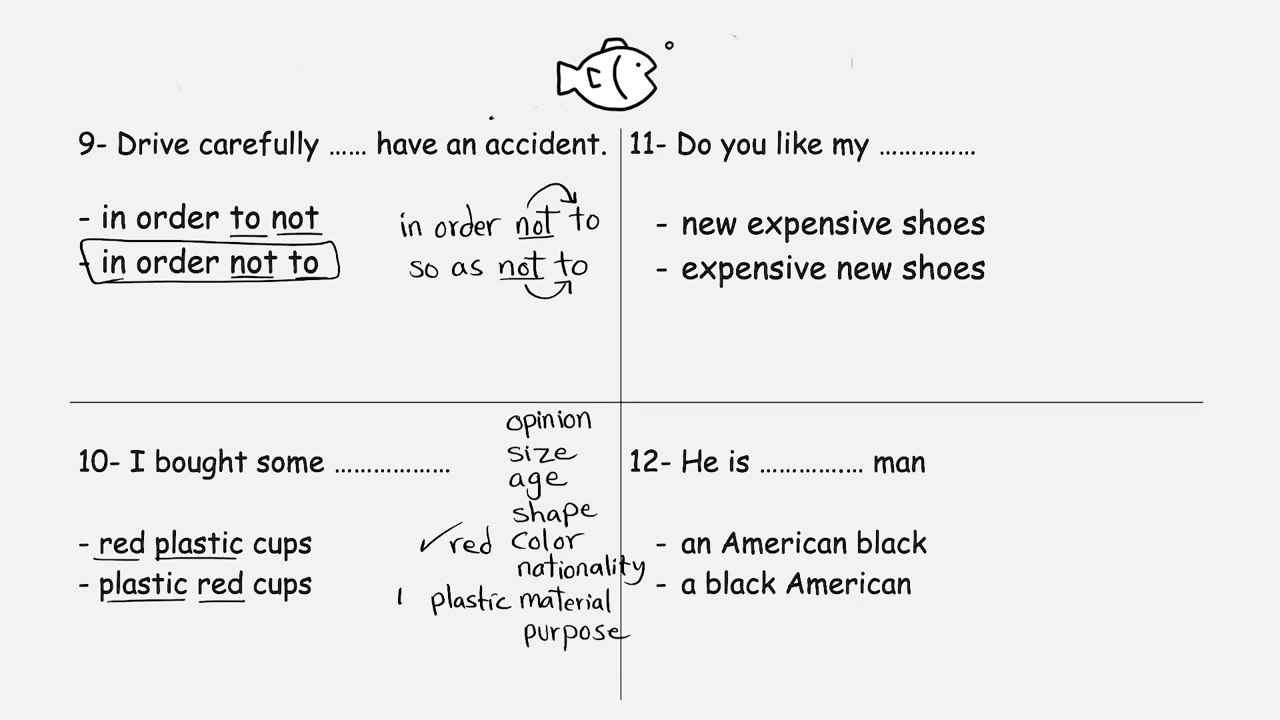 9- Drive carefully ...... have an accident.
- in order to not
- in order not to
in order not to
so as not to
11- Do you like my ...............
- new expensive shoes
- expensive new shoes
10- I bought some ..................
- red plastic cups
- plastic red cups
opinion
size
age
shape
red color
nationality
plastic material
purpose
12- He is ................ man
- an American black
- a black American